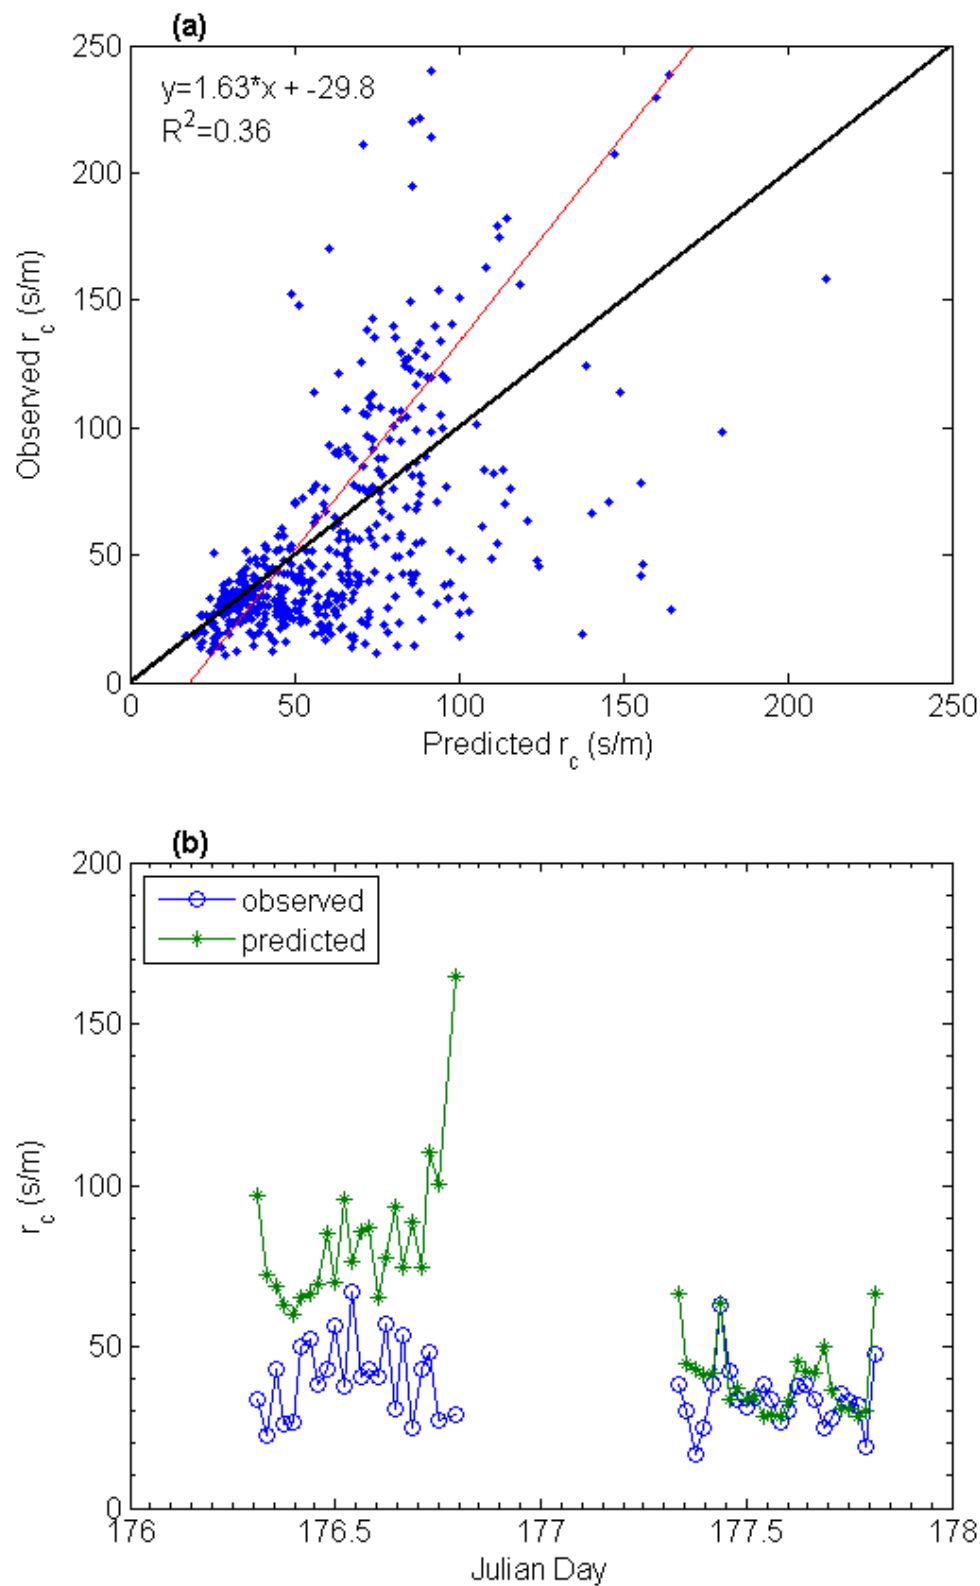 (a)
250
200
150
100
50
0
y=1.63*x + -29.8
R²=0.36
Observed r_c (s/m)
0 50 100 150 200 250
Predicted r_c (s/m)
(b)
200
150
100
50
0
observed
predicted
r_c (s/m)
176 176.5 177 177.5 178
Julian Day